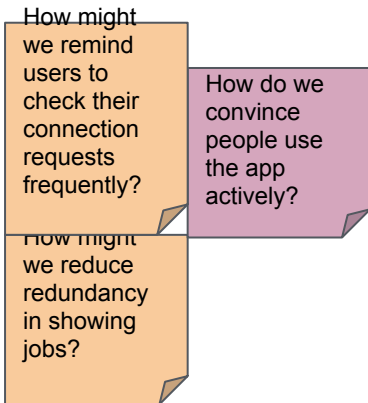 How might
we remind
users to
check their
connection
requests
frequently?
How do we
convince
people use
the app
actively?
How might
we reduce
redundancy
in showing
jobs?